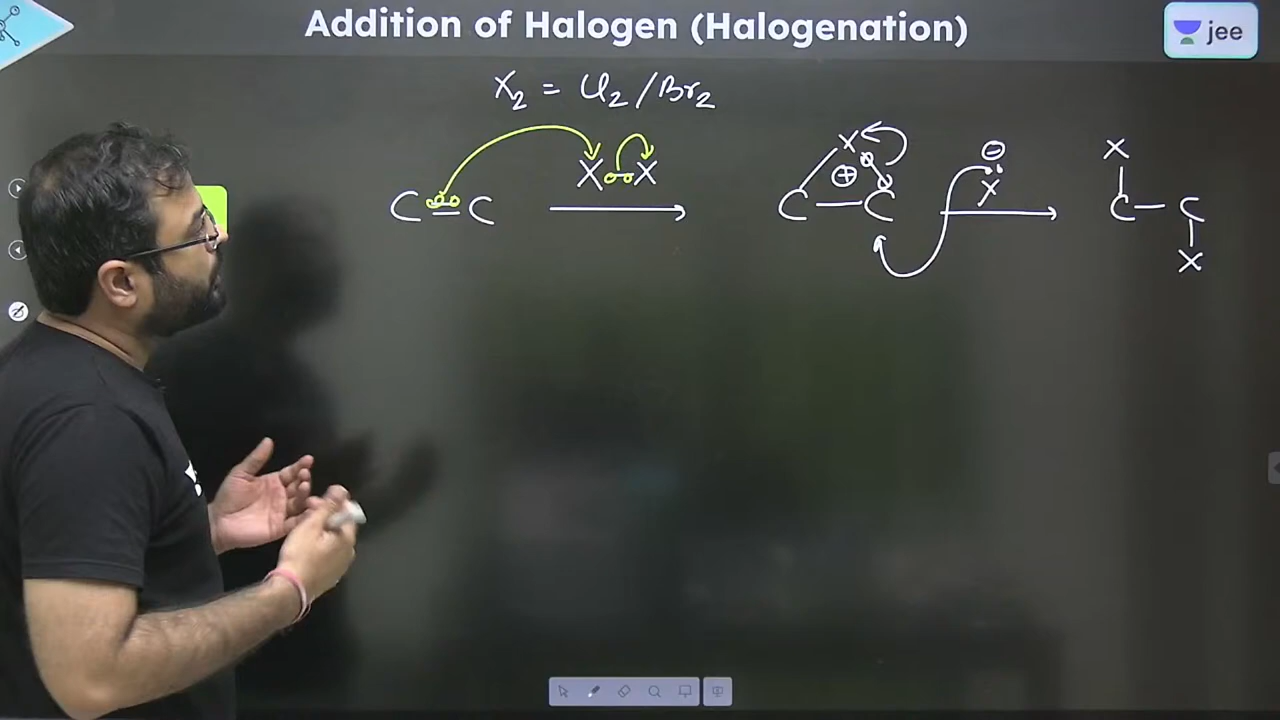 Addition of Halogen (Halogenation)
jee
X₂ = Cl₂ / Br₂
C = C
X – X
X
⊕
C – C
⊖
X
X
C – C
X